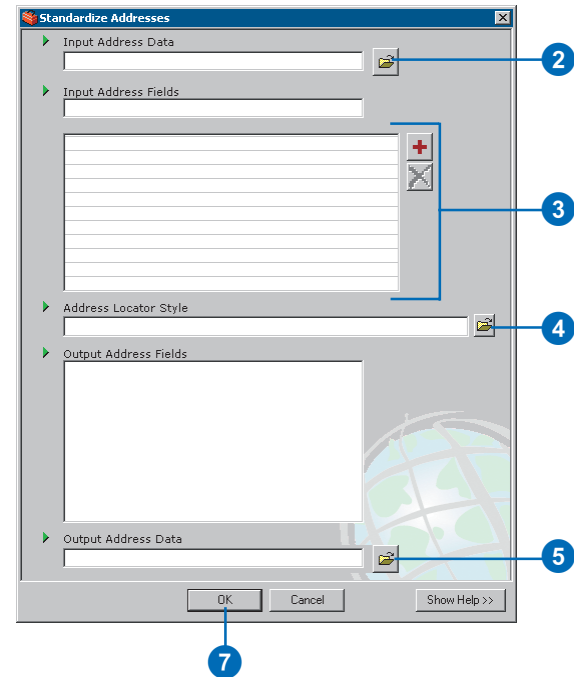 Standardize Addresses
Input Address Data
2
Input Address Fields
3
Address Locator Style
4
Output Address Fields
Output Address Data
5
OK
Cancel
Show Help >>
7